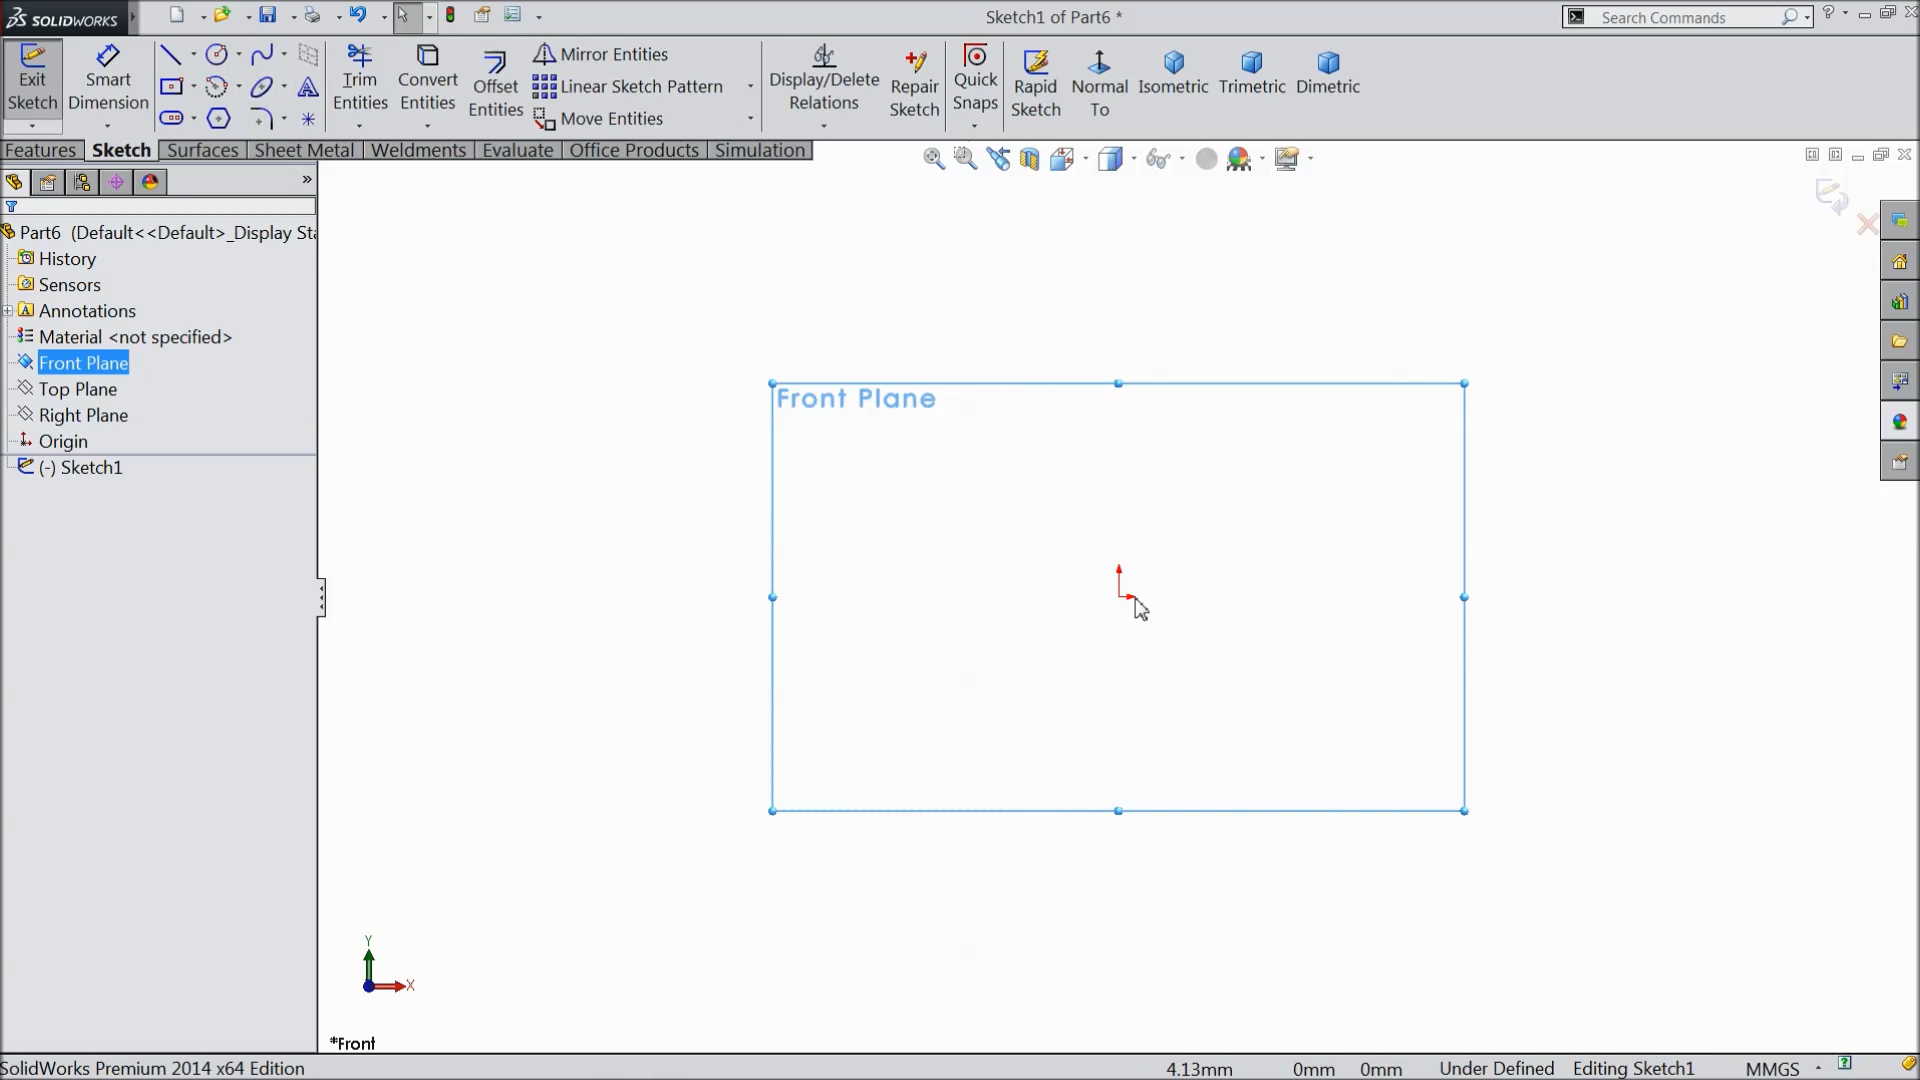 SOLIDWORKS
Sketch1 of Part6 *
Search Commands
?
Exit
Sketch
Smart
Dimension
Trim
Entities
Convert
Entities
Offset
Entities
Mirror Entities
Linear Sketch Pattern
Move Entities
Display/Delete
Relations
Repair
Sketch
Quick
Snaps
Rapid
Sketch
Normal
To
Isometric
Trimetric
Dimetric
Features
Sketch
Surfaces
Sheet Metal
Weldments
Evaluate
Office Products
Simulation
»
Part6 (Default<<Default>_Display Sta
History
Sensors
Annotations
Material <not specified>
Front Plane
Top Plane
Right Plane
Origin
(-) Sketch1
Front Plane
Y
X
*Front
SolidWorks Premium 2014 x64 Edition
4.13mm
0mm
0mm
Under Defined
Editing Sketch1
MMGS